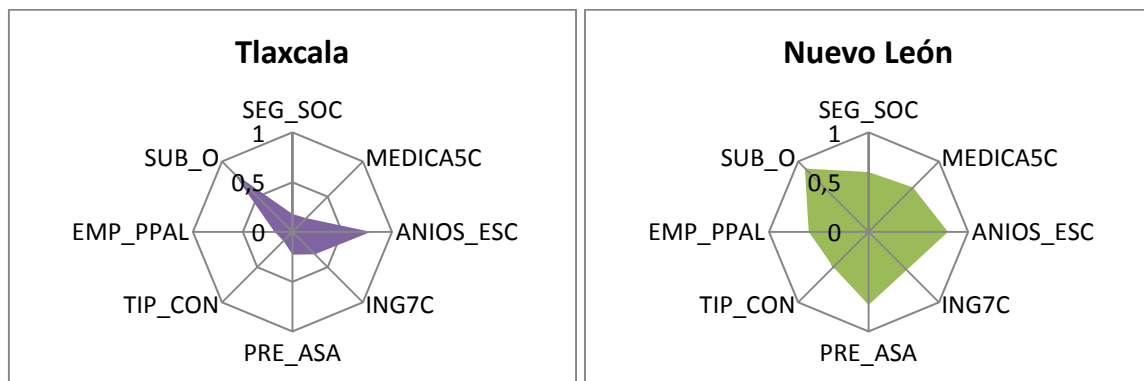 Tlaxcala
SEG_SOC
1
SUB_O
MEDICA5C
0,5
EMP_PPAL
0
ANIOS_ESC
TIP_CON
ING7C
PRE_ASA
Nuevo León
SEG_SOC
1
SUB_O
MEDICA5C
0,5
EMP_PPAL
0
ANIOS_ESC
TIP_CON
ING7C
PRE_ASA